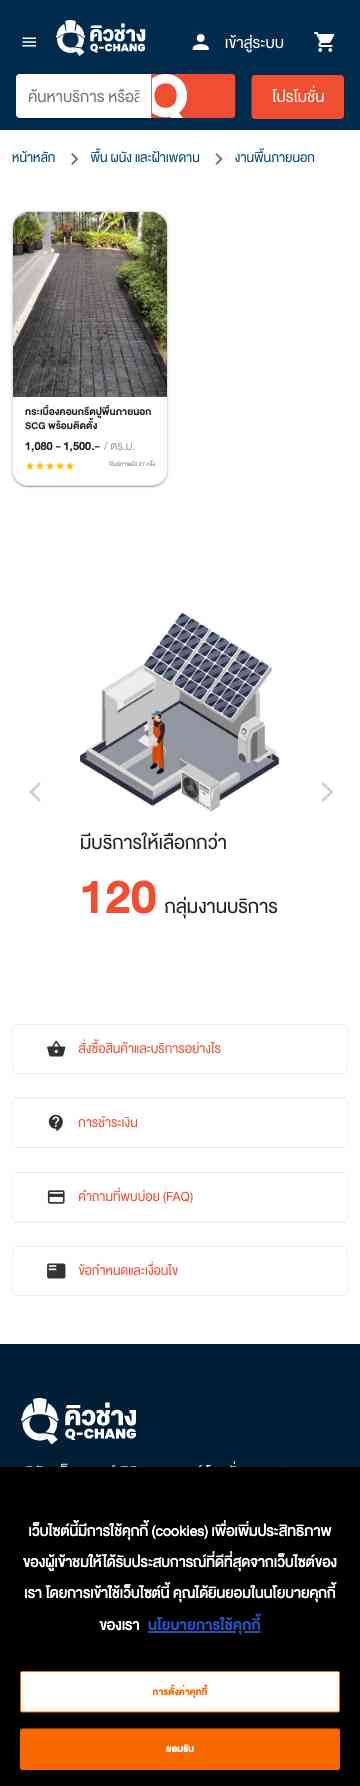 คิวช่าง
Q-CHANG
เข้าสู่ระบบ
ค้นหาบริการ หรือสิ
โปรโมชั่น
หน้าหลัก
พื้น ผนัง และฝ้าเพดาน
งานพื้นภายนอก
กระเบื้องคอนกรีตปูพื้นภายนอก
SCG พร้อมติดตั้ง
1,080 - 1,500.- / ตร.ม.
มีบริการให้เลือกกว่า
120 กลุ่มงานบริการ
สั่งซื้อสินค้าและบริการอย่างไร
การชำระเงิน
คำถามที่พบบ่อย (FAQ)
ข้อกำหนดและเงื่อนไข
คิวช่าง
Q-CHANG
เว็บไซต์นี้มีการใช้คุกกี้ (cookies) เพื่อเพิ่มประสิทธิภาพ
ของผู้เข้าชมให้ได้รับประสบการณ์ที่ดีที่สุดจากเว็บไซต์ของ
เรา โดยการเข้าใช้เว็บไซต์นี้ คุณได้ยินยอมในนโยบายคุกกี้
ของเรา นโยบายการใช้คุกกี้
การตั้งค่าคุกกี้
ยอมรับ